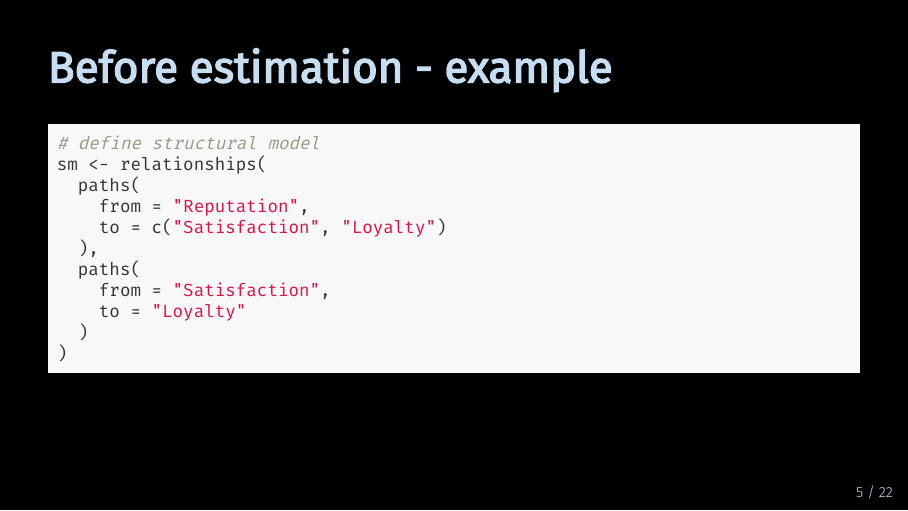 Before estimation - example
# define structural model
sm <- relationships(
  paths(
    from = "Reputation",
    to = c("Satisfaction", "Loyalty")
  ),
  paths(
    from = "Satisfaction",
    to = "Loyalty"
  )
)
5 / 22